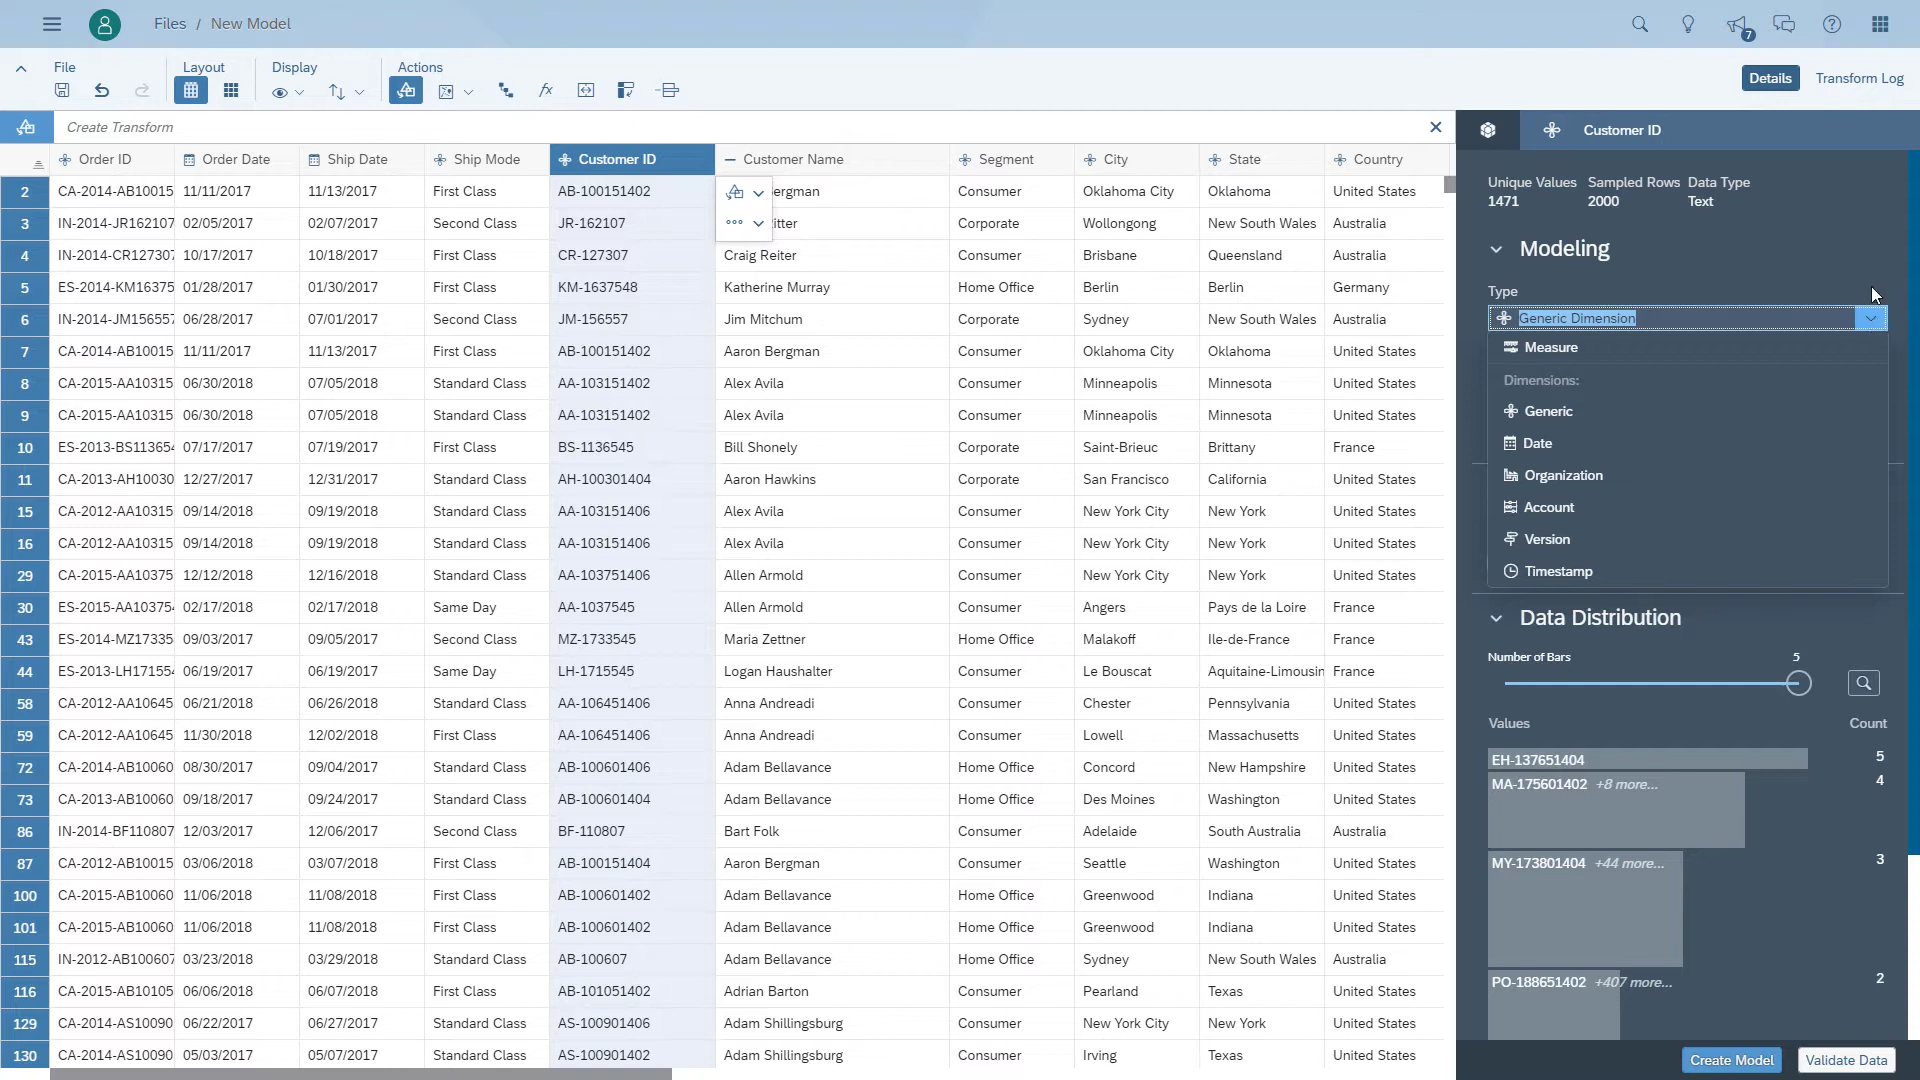 Files / New Model
7
File
Layout
Display
Actions
Details
Transform Log
Create Transform
Customer ID
Order ID Order Date Ship Date Ship Mode Customer ID Customer Name Segment City State Country
2 CA-2014-AB10015 11/11/2017 11/13/2017 First Class AB-100151402 Bergman Consumer Oklahoma City Oklahoma United States
3 IN-2014-JR162107 02/05/2017 02/07/2017 Second Class JR-162107 itter Corporate Wollongong New South Wales Australia
4 IN-2014-CR127307 10/17/2017 10/18/2017 First Class CR-127307 Craig Reiter Consumer Brisbane Queensland Australia
5 ES-2014-KM16375 01/28/2017 01/30/2017 First Class KM-1637548 Katherine Murray Home Office Berlin Berlin Germany
6 IN-2014-JM156557 06/28/2017 07/01/2017 Second Class JM-156557 Jim Mitchum Corporate Sydney New South Wales Australia
7 CA-2014-AB10015 11/11/2017 11/13/2017 First Class AB-100151402 Aaron Bergman Consumer Oklahoma City Oklahoma United States
8 CA-2015-AA10315 06/30/2018 07/05/2018 Standard Class AA-103151402 Alex Avila Consumer Minneapolis Minnesota United States
9 CA-2015-AA10315 06/30/2018 07/05/2018 Standard Class AA-103151402 Alex Avila Consumer Minneapolis Minnesota United States
10 ES-2013-BS113654 07/17/2017 07/19/2017 First Class BS-1136545 Bill Shonely Corporate Saint-Brieuc Brittany France
11 CA-2013-AH10030 12/27/2017 12/31/2017 Standard Class AH-100301404 Aaron Hawkins Corporate San Francisco California United States
15 CA-2012-AA10315 09/14/2018 09/19/2018 Standard Class AA-103151406 Alex Avila Consumer New York City New York United States
16 CA-2012-AA10315 09/14/2018 09/19/2018 Standard Class AA-103151406 Alex Avila Consumer New York City New York United States
29 CA-2015-AA10375 12/12/2018 12/16/2018 Standard Class AA-103751406 Allen Armold Consumer New York City New York United States
30 ES-2015-AA103754 02/17/2018 02/17/2018 Same Day AA-1037545 Allen Armold Consumer Angers Pays de la Loire France
43 ES-2014-MZ17335 09/03/2017 09/05/2017 Second Class MZ-1733545 Maria Zettner Home Office Malakoff Ile-de-France France
44 ES-2013-LH171554 06/19/2017 06/19/2017 Same Day LH-1715545 Logan Haushalter Consumer Le Bouscat Aquitaine-Limousin France
58 CA-2012-AA10645 06/21/2018 06/26/2018 Standard Class AA-106451406 Anna Andreadi Consumer Chester Pennsylvania United States
59 CA-2012-AA10645 11/30/2018 12/02/2018 First Class AA-106451406 Anna Andreadi Consumer Lowell Massachusetts United States
72 CA-2014-AB10060 08/30/2017 09/04/2017 Standard Class AB-100601406 Adam Bellavance Home Office Concord New Hampshire United States
73 CA-2013-AB10060 09/18/2017 09/24/2017 Standard Class AB-100601404 Adam Bellavance Home Office Des Moines Washington United States
86 IN-2014-BF110807 12/03/2017 12/06/2017 Second Class BF-110807 Bart Folk Consumer Adelaide South Australia Australia
87 CA-2012-AB10015 03/06/2018 03/07/2018 First Class AB-100151404 Aaron Bergman Consumer Seattle Washington United States
100 CA-2015-AB10060 11/06/2018 11/08/2018 First Class AB-100601402 Adam Bellavance Home Office Greenwood Indiana United States
101 CA-2015-AB10060 11/06/2018 11/08/2018 First Class AB-100601402 Adam Bellavance Home Office Greenwood Indiana United States
115 IN-2012-AB100607 03/23/2018 03/29/2018 Standard Class AB-100607 Adam Bellavance Home Office Sydney New South Wales Australia
116 CA-2015-AB10105 06/06/2018 06/07/2018 First Class AB-101051402 Adrian Barton Consumer Pearland Texas United States
129 CA-2014-AS10090 06/22/2017 06/27/2017 Standard Class AS-100901406 Adam Shillingsburg Consumer New York City New York United States
130 CA-2014-AS10090 05/03/2017 05/07/2017 Standard Class AS-100901402 Adam Shillingsburg Consumer Irving Texas United States
Unique Values Sampled Rows Data Type
1471 2000 Text
Modeling
Type
Generic Dimension
Measure
Dimensions:
Generic
Date
Organization
Account
Version
Timestamp
Data Distribution
Number of Bars 5
Values Count
EH-137651404 5
MA-175601402 +8 more... 4
MY-173801404 +44 more... 3
PO-188651402 +407 more... 2
Create Model
Validate Data